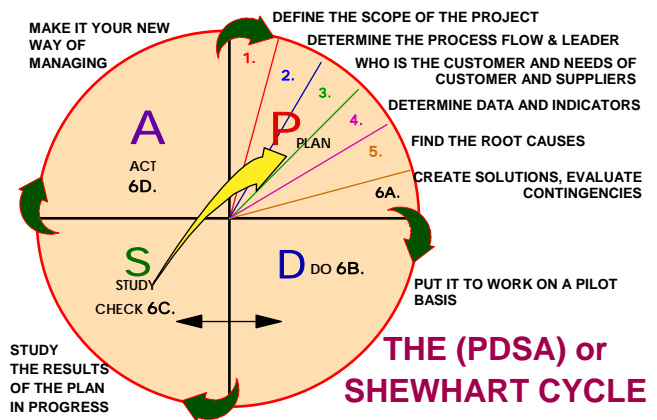 MAKE IT YOUR NEW
WAY OF
MANAGING
DEFINE THE SCOPE OF THE PROJECT
DETERMINE THE PROCESS FLOW & LEADER
WHO IS THE CUSTOMER AND NEEDS OF
CUSTOMER AND SUPPLIERS
DETERMINE DATA AND INDICATORS
FIND THE ROOT CAUSES
CREATE SOLUTIONS, EVALUATE
CONTINGENCIES
1.
2.
3.
4.
5.
6A.
P
PLAN
A
ACT
6D.
S
STUDY
CHECK 6C.
D DO 6B.
PUT IT TO WORK ON A PILOT
BASIS
STUDY
THE RESULTS
OF THE PLAN
IN PROGRESS
THE (PDSA) or
SHEWHART CYCLE